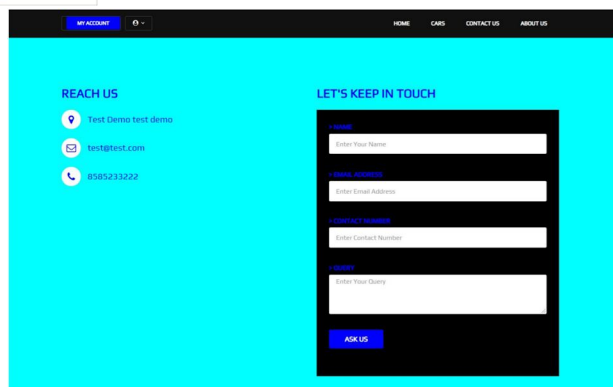 MY ACCOUNT
HOME CARS CONTACT US ABOUT US
REACH US
Test Demo test demo
test@test.com
8585233222
LET'S KEEP IN TOUCH
* NAME
Enter Your Name
* EMAIL ADDRESS
Enter Email Address
* CONTACT NUMBER
Enter Contact Number
* QUERY
Enter Your Query
ASK US